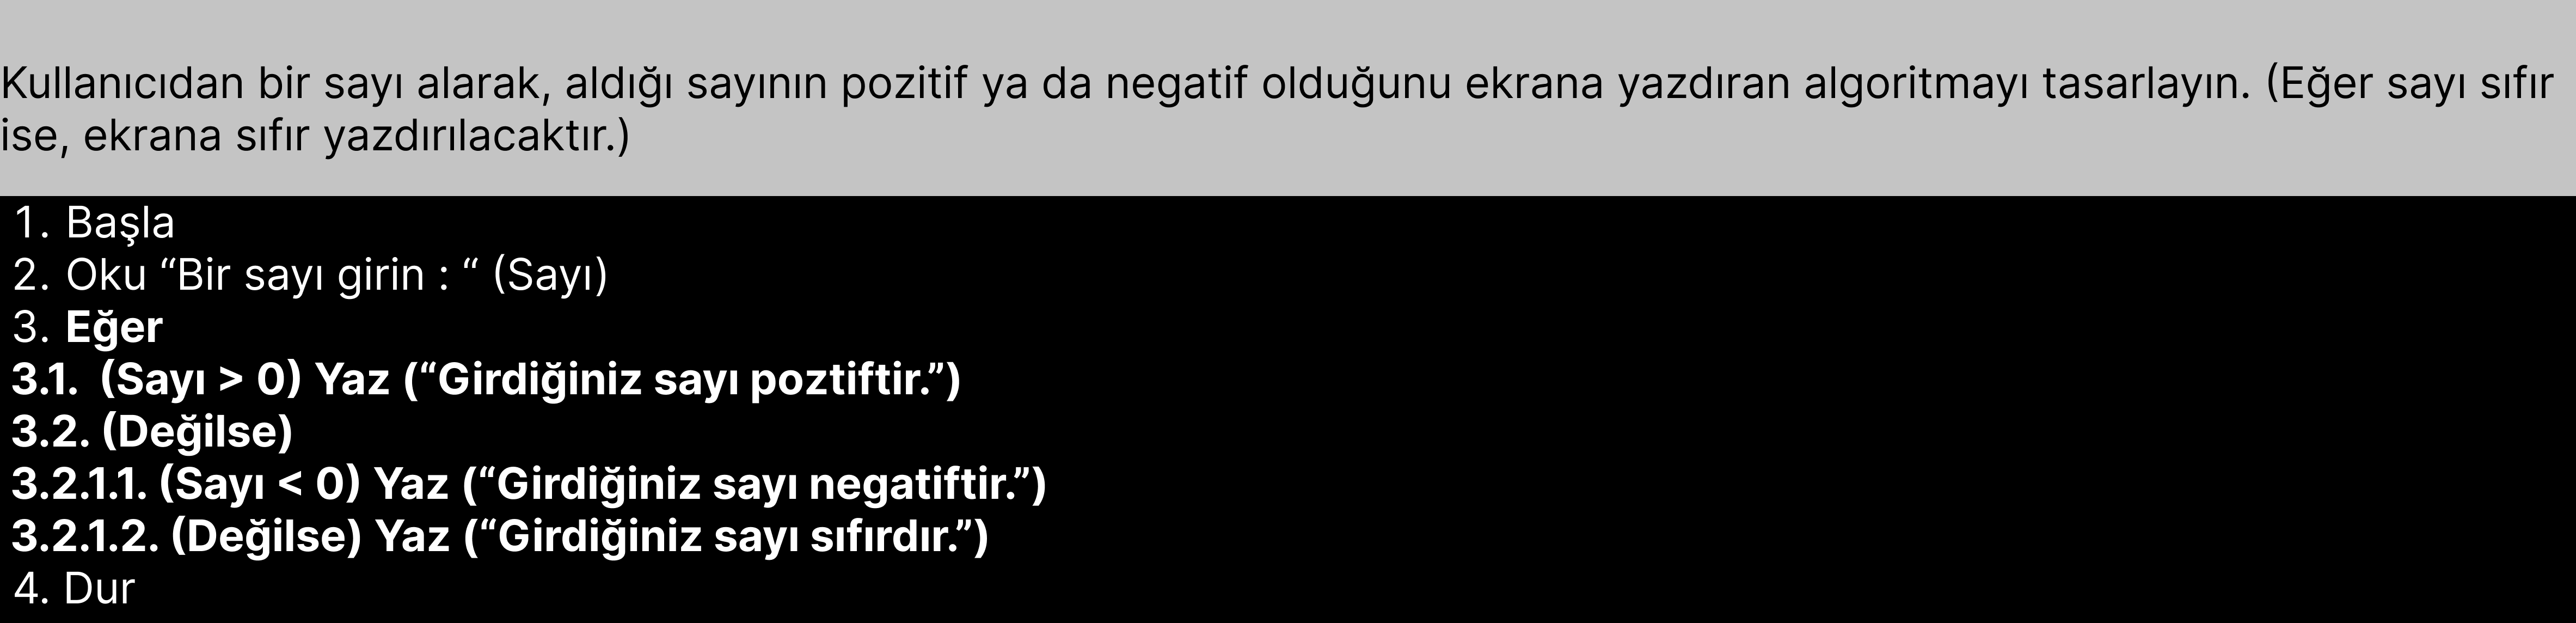 Kullanıcıdan bir sayı alarak, aldığı sayının pozitif ya da negatif olduğunu ekrana yazdıran algoritmayı tasarlayın. (Eğer sayı sıfır
ise, ekrana sıfır yazdırılacaktır.)
1. Başla
2. Oku “Bir sayı girin : “ (Sayı)
3. Eğer
3.1. (Sayı > 0) Yaz (“Girdiğiniz sayı poztiftir.”)
3.2. (Değilse)
3.2.1.1. (Sayı < 0) Yaz (“Girdiğiniz sayı negatiftir.”)
3.2.1.2. (Değilse) Yaz (“Girdiğiniz sayı sıfırdır.”)
4. Dur